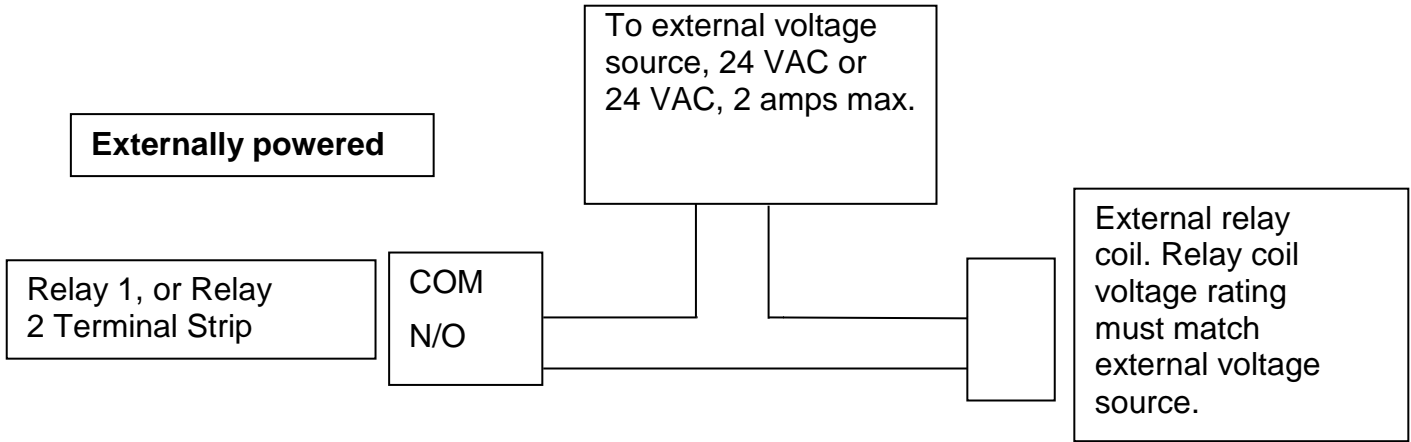 To external voltage
source, 24 VAC or
24 VAC, 2 amps max.
Externally powered
Relay 1, or Relay
2 Terminal Strip
COM
N/O
External relay
coil. Relay coil
voltage rating
must match
external voltage
source.